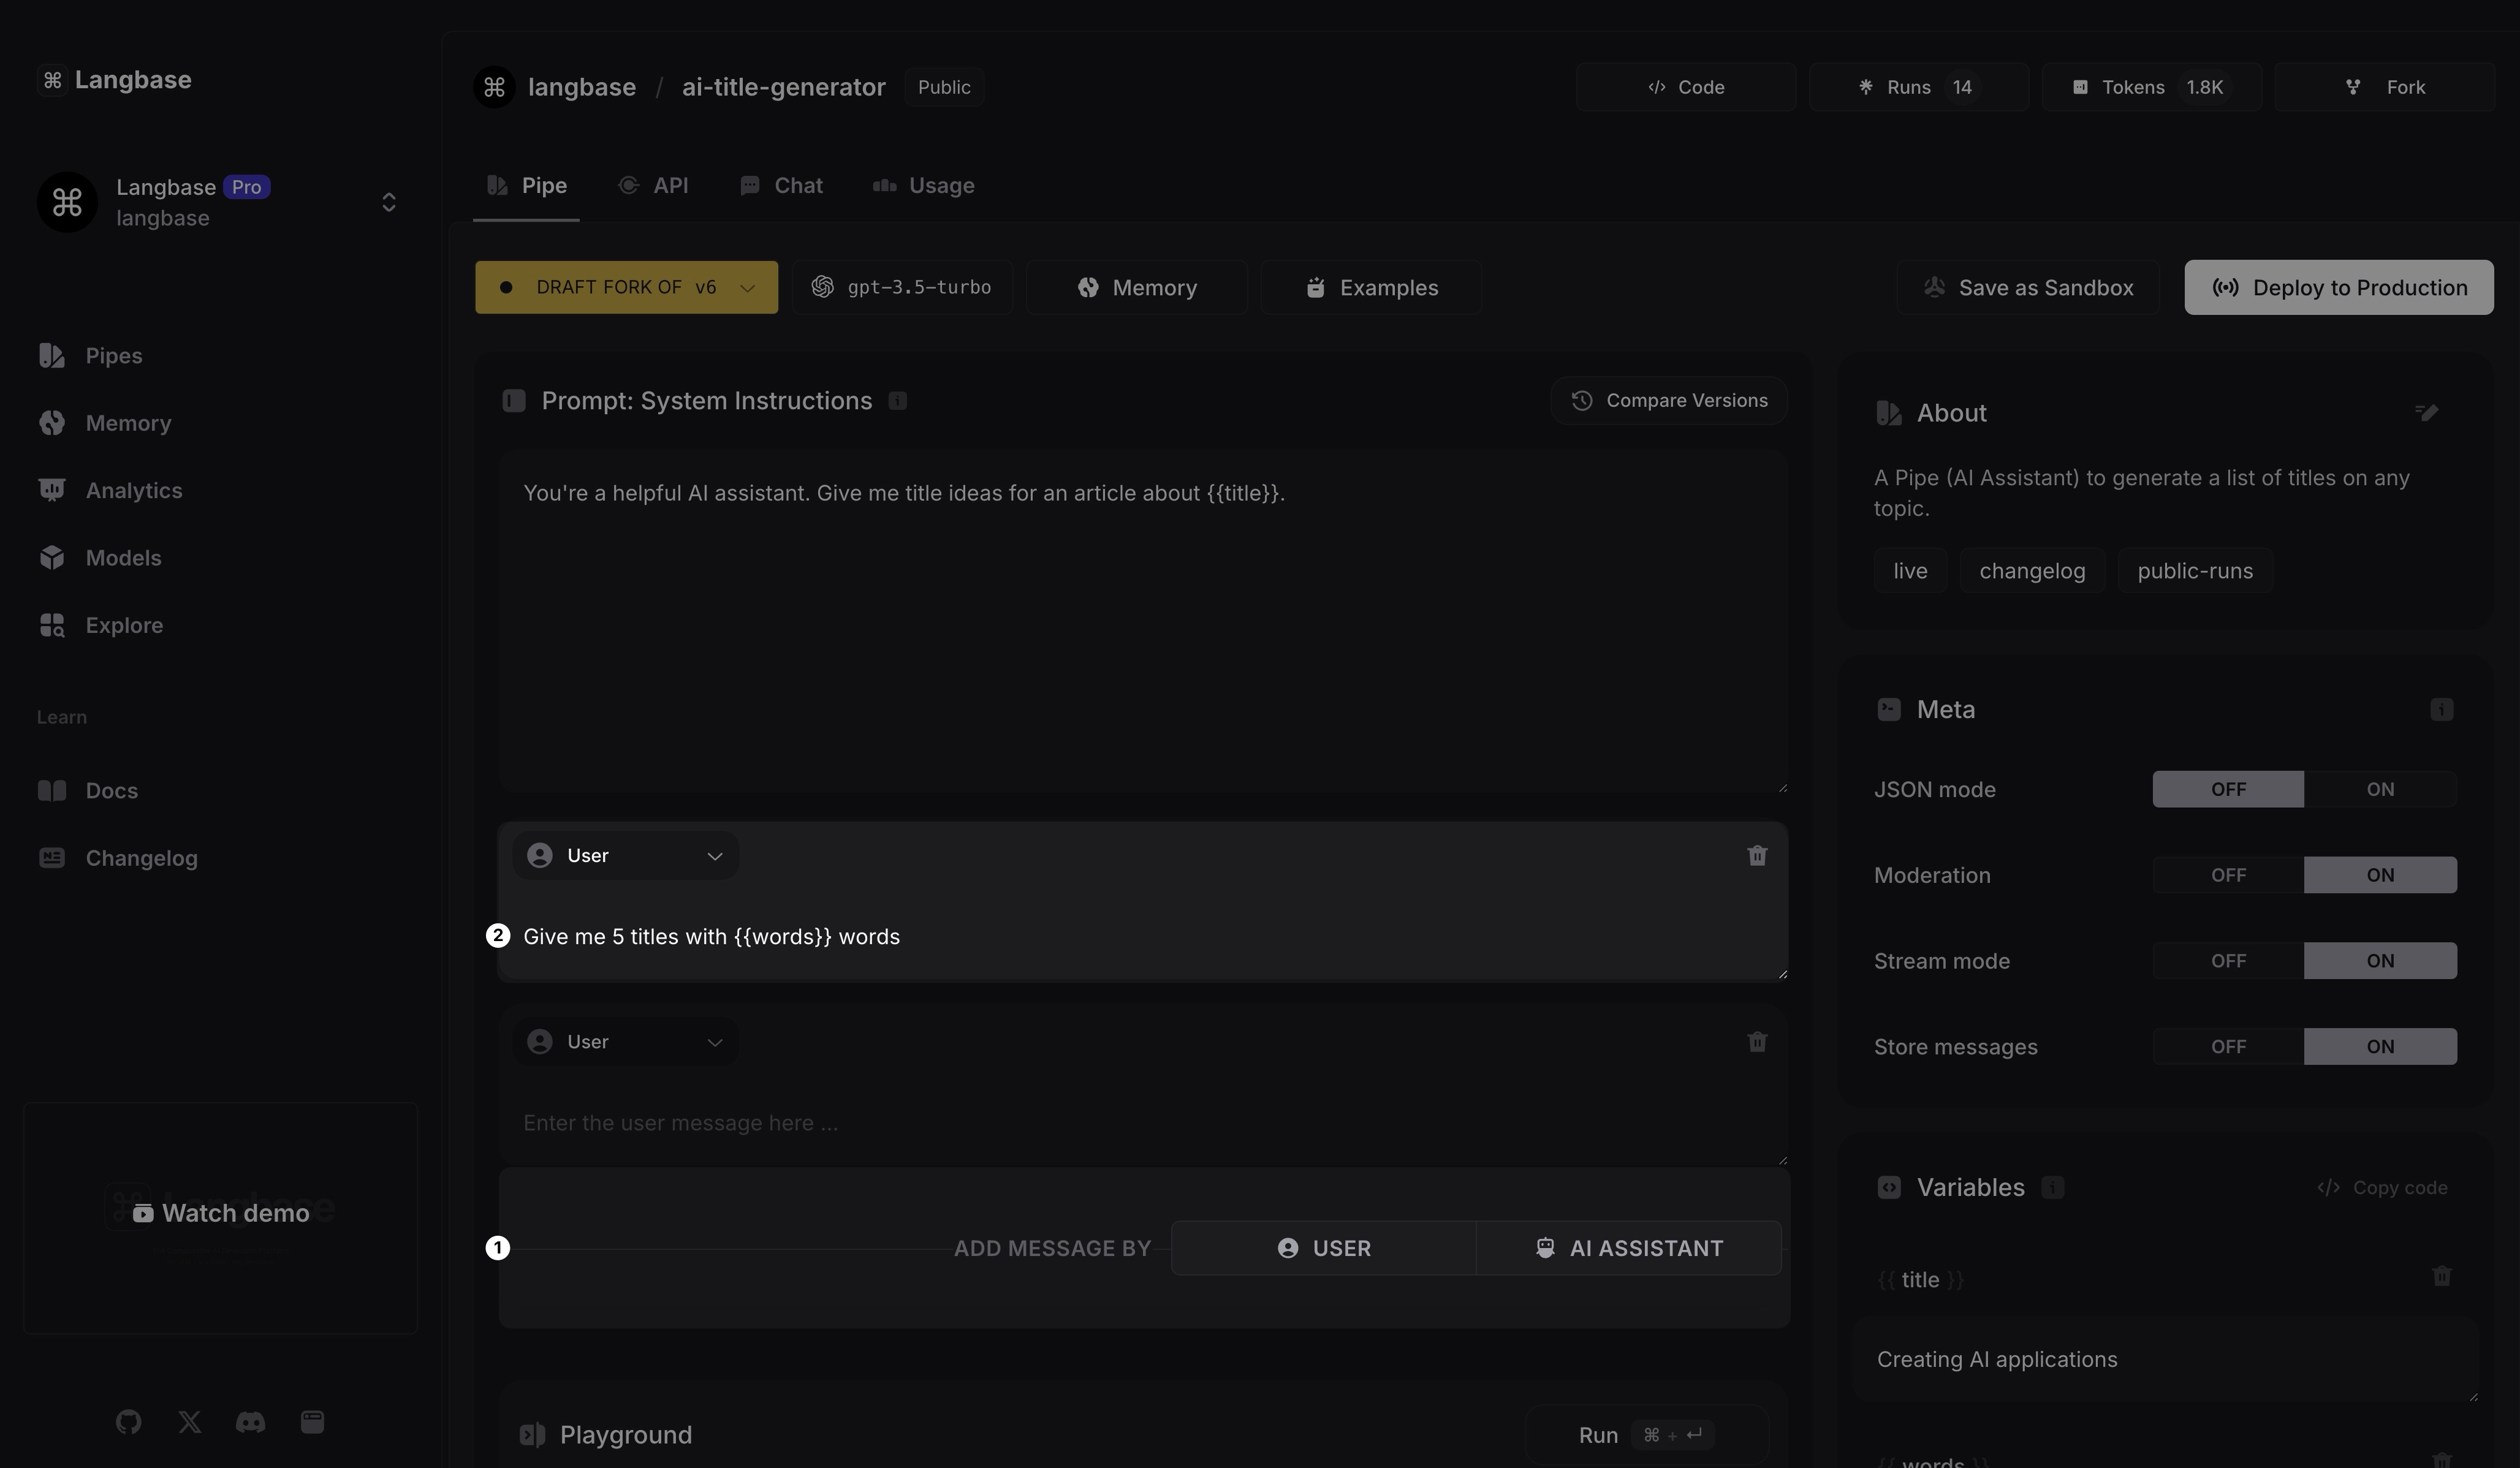 Langbase
langbase / ai-title-generator Public
Code
Runs 14
Tokens 1.8K
Fork
Langbase Pro
langbase
Pipe
API
Chat
Usage
DRAFT FORK OF v6
gpt-3.5-turbo
Memory
Examples
Save as Sandbox
Deploy to Production
Pipes
Memory
Analytics
Models
Explore
Learn
Docs
Changelog
Watch demo
Prompt: System Instructions
Compare Versions
You're a helpful AI assistant. Give me title ideas for an article about {{title}}.
User
2 Give me 5 titles with {{words}} words
User
Enter the user message here ...
1 ADD MESSAGE BY USER AI ASSISTANT
Playground
Run ⌘ + ↵
About
A Pipe (AI Assistant) to generate a list of titles on any
topic.
live changelog public-runs
Meta
JSON mode OFF ON
Moderation OFF ON
Stream mode OFF ON
Store messages OFF ON
Variables
Copy code
{{ title }}
Creating AI applications
{{ words }}